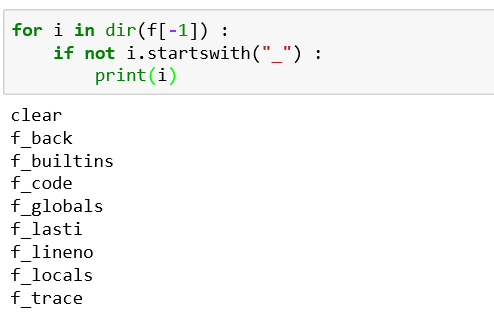 for i in dir(f[-1]) :
    if not i.startswith("_") :
        print(i)
clear
f_back
f_builtins
f_code
f_globals
f_lasti
f_lineno
f_locals
f_trace